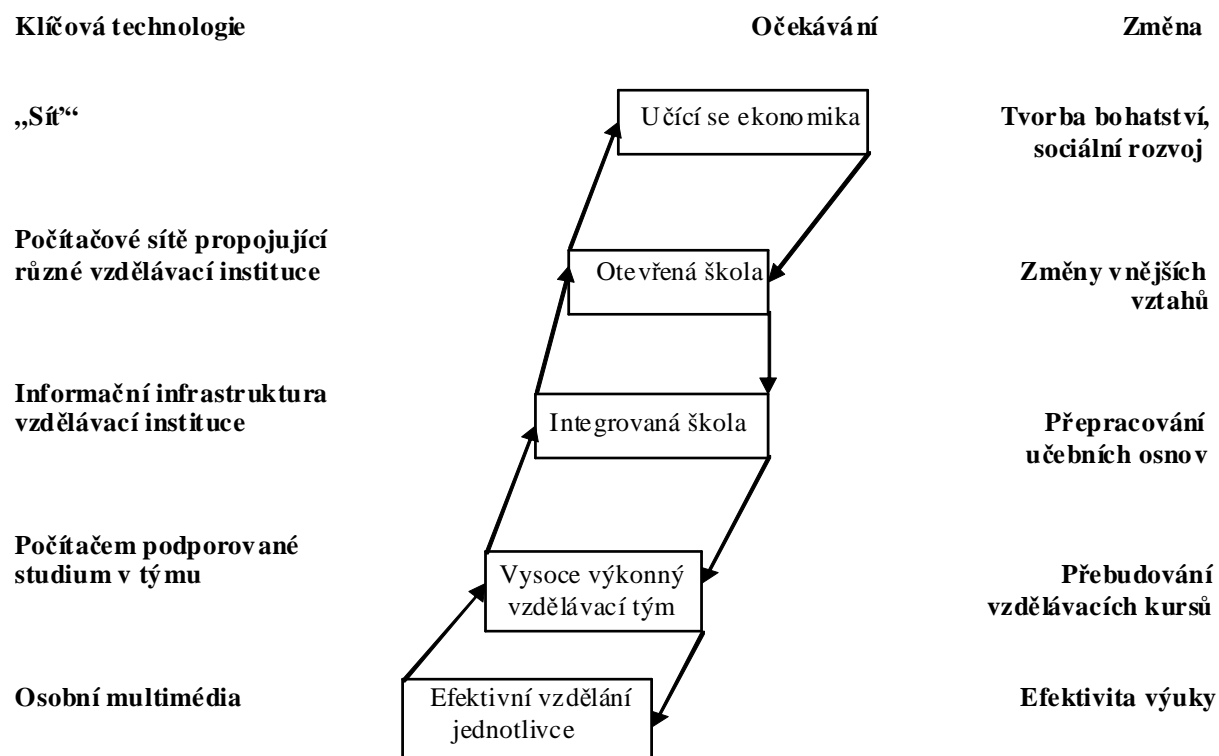 Klíčová technologie Očekávání Změna
„Síť“ Učící se ekonomika Tvorba bohatství,
sociální rozvoj
Počítačové sítě propojující
různé vzdělávací instituce Otevřená škola Změny vnějších
vztahů
Informační infrastruktura
vzdělávací instituce Integrovaná škola Přepracování
učebních osnov
Počítačem podporované
studium v týmu Vysoce výkonný Přebudování
vzdělávací tým vzdělávacích kursů
Osobní multimédia Efektivní vzdělání Efektivita výuky
jednotlivce